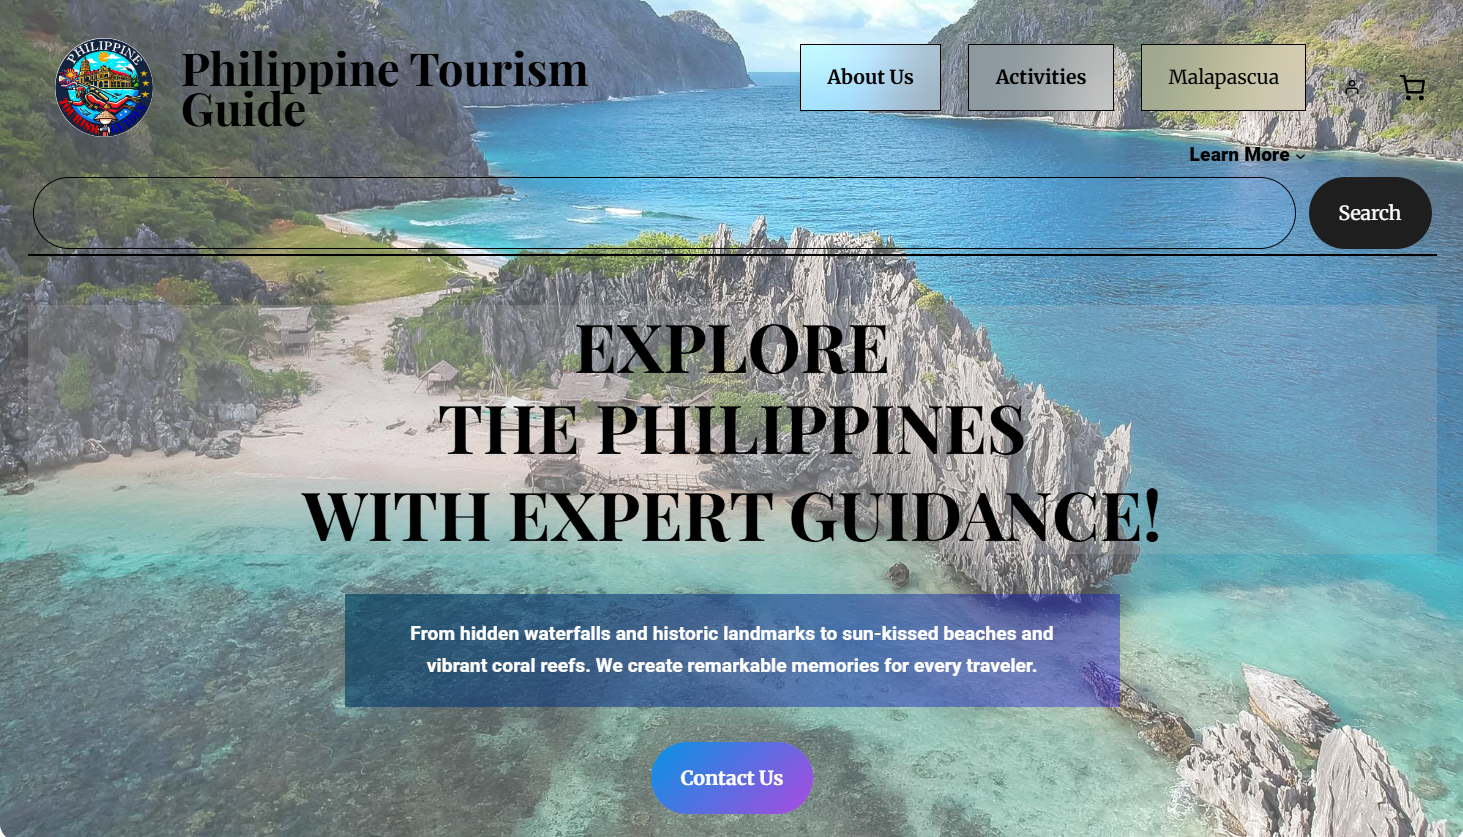 PHILIPPINE
TOURISM
Philippine Tourism
Guide
About Us
Activities
Malapascua
Learn More
Search
EXPLORE
THE PHILIPPINES
WITH EXPERT GUIDANCE!
From hidden waterfalls and historic landmarks to sun-kissed beaches and
vibrant coral reefs. We create remarkable memories for every traveler.
Contact Us